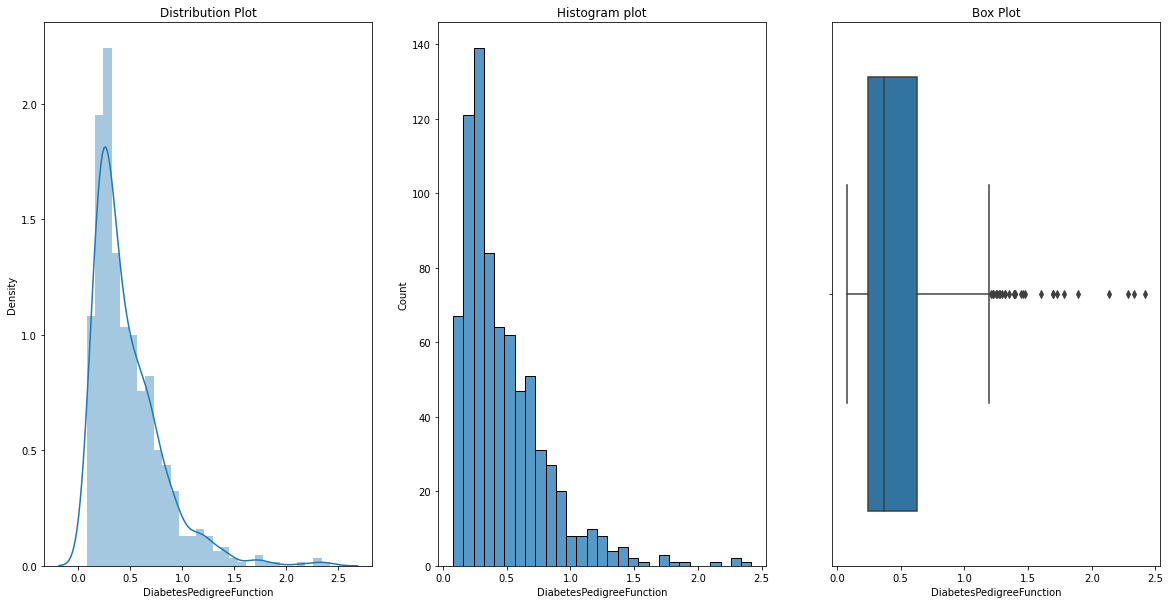 Distribution Plot
2.0
1.5
1.0
0.5
0.0
Density
0.0 0.5 1.0 1.5 2.0 2.5
DiabetesPedigreeFunction
Histogram plot
140
120
100
80
60
40
20
0
Count
0.0 0.5 1.0 1.5 2.0 2.5
DiabetesPedigreeFunction
Box Plot
0.0 0.5 1.0 1.5 2.0 2.5
DiabetesPedigreeFunction